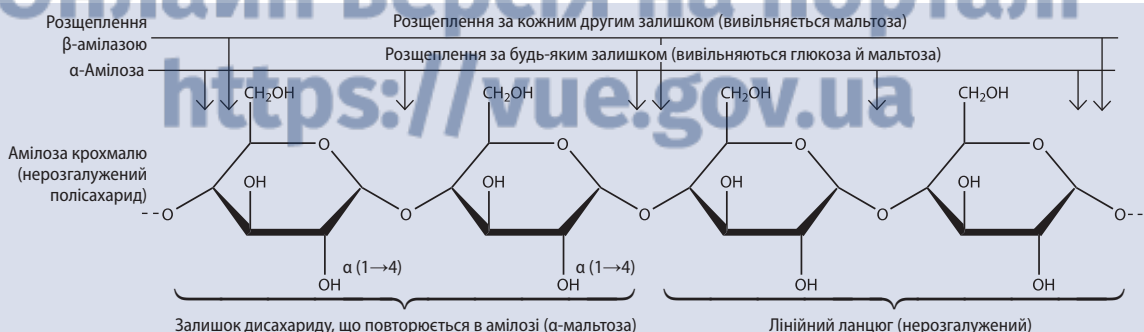 Онлайн версія на порталі
https://vue.gov.ua
Розщеплення
β-амілазою
Розщеплення за кожним другим залишком (вивільняється мальтоза)
α-Амілоза
Розщеплення за будь-яким залишком (вивільняються глюкоза й мальтоза)
CH₂OH CH₂OH CH₂OH CH₂OH
Амілоза крохмалю
(нерозгалужений
полісахарид)
O O O O
OH OH OH OH
O O O O O
α (1→4) α (1→4)
OH OH OH OH
Залишок дисахариду, що повторюється в амілозі (α-мальтоза)
Лінійний ланцюг (нерозгалужений)